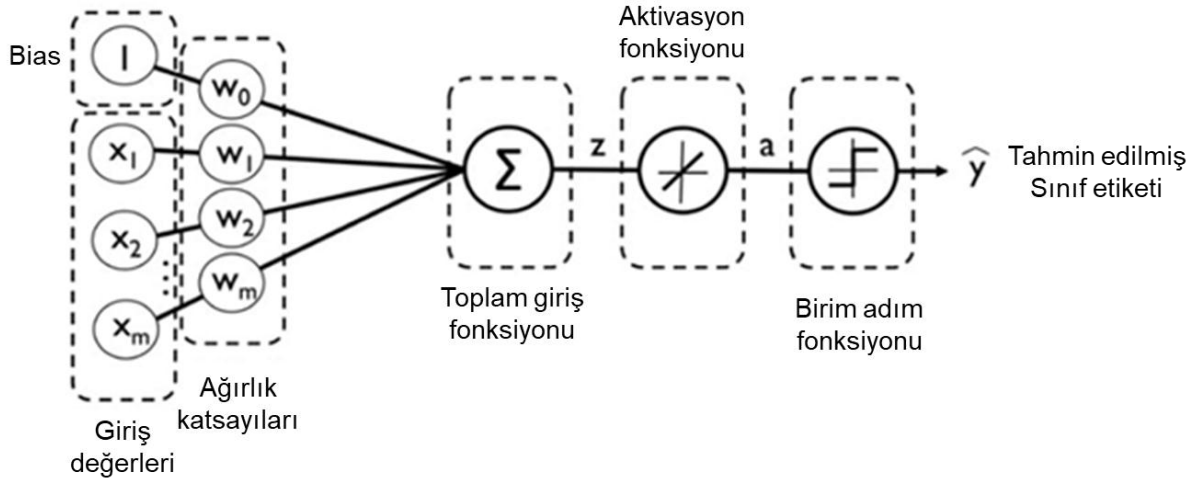 Bias
1
w0
x1
w1
x2
w2
⋮
xm
wm
Giriş
değerleri
Ağırlık
katsayıları
Σ
Toplam giriş
fonksiyonu
z
Aktivasyon
fonksiyonu
a
Birim adım
fonksiyonu
ŷ
Tahmin edilmiş
Sınıf etiketi